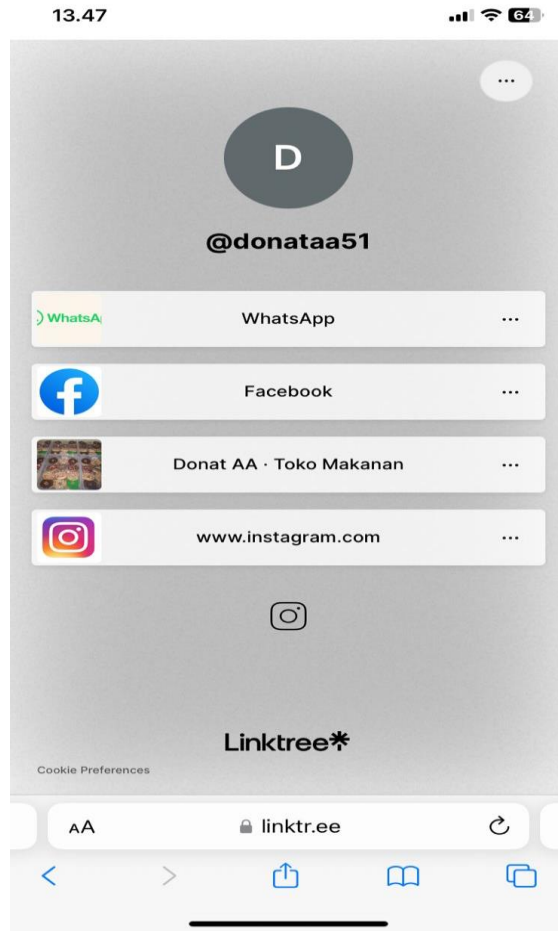 13.47
64
D
@donataa51
WhatsA
WhatsApp
Facebook
Donat AA · Toko Makanan
www.instagram.com
Linktree
Cookie Preferences
AA
linktr.ee